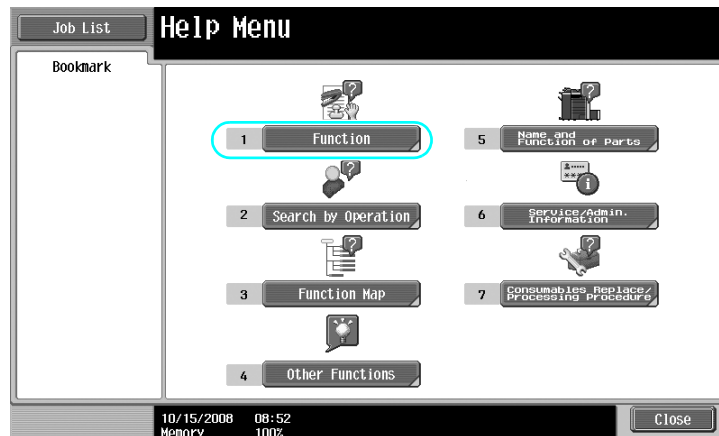 Job List
Help Menu
Bookmark
1 Function
5 Name and
Function of Parts
2 Search by Operation
6 Service/Admin.
Information
3 Function Map
7 Consumables Replace/
Processing Procedure
4 Other Functions
10/15/2008 08:52
Memory 100%
Close